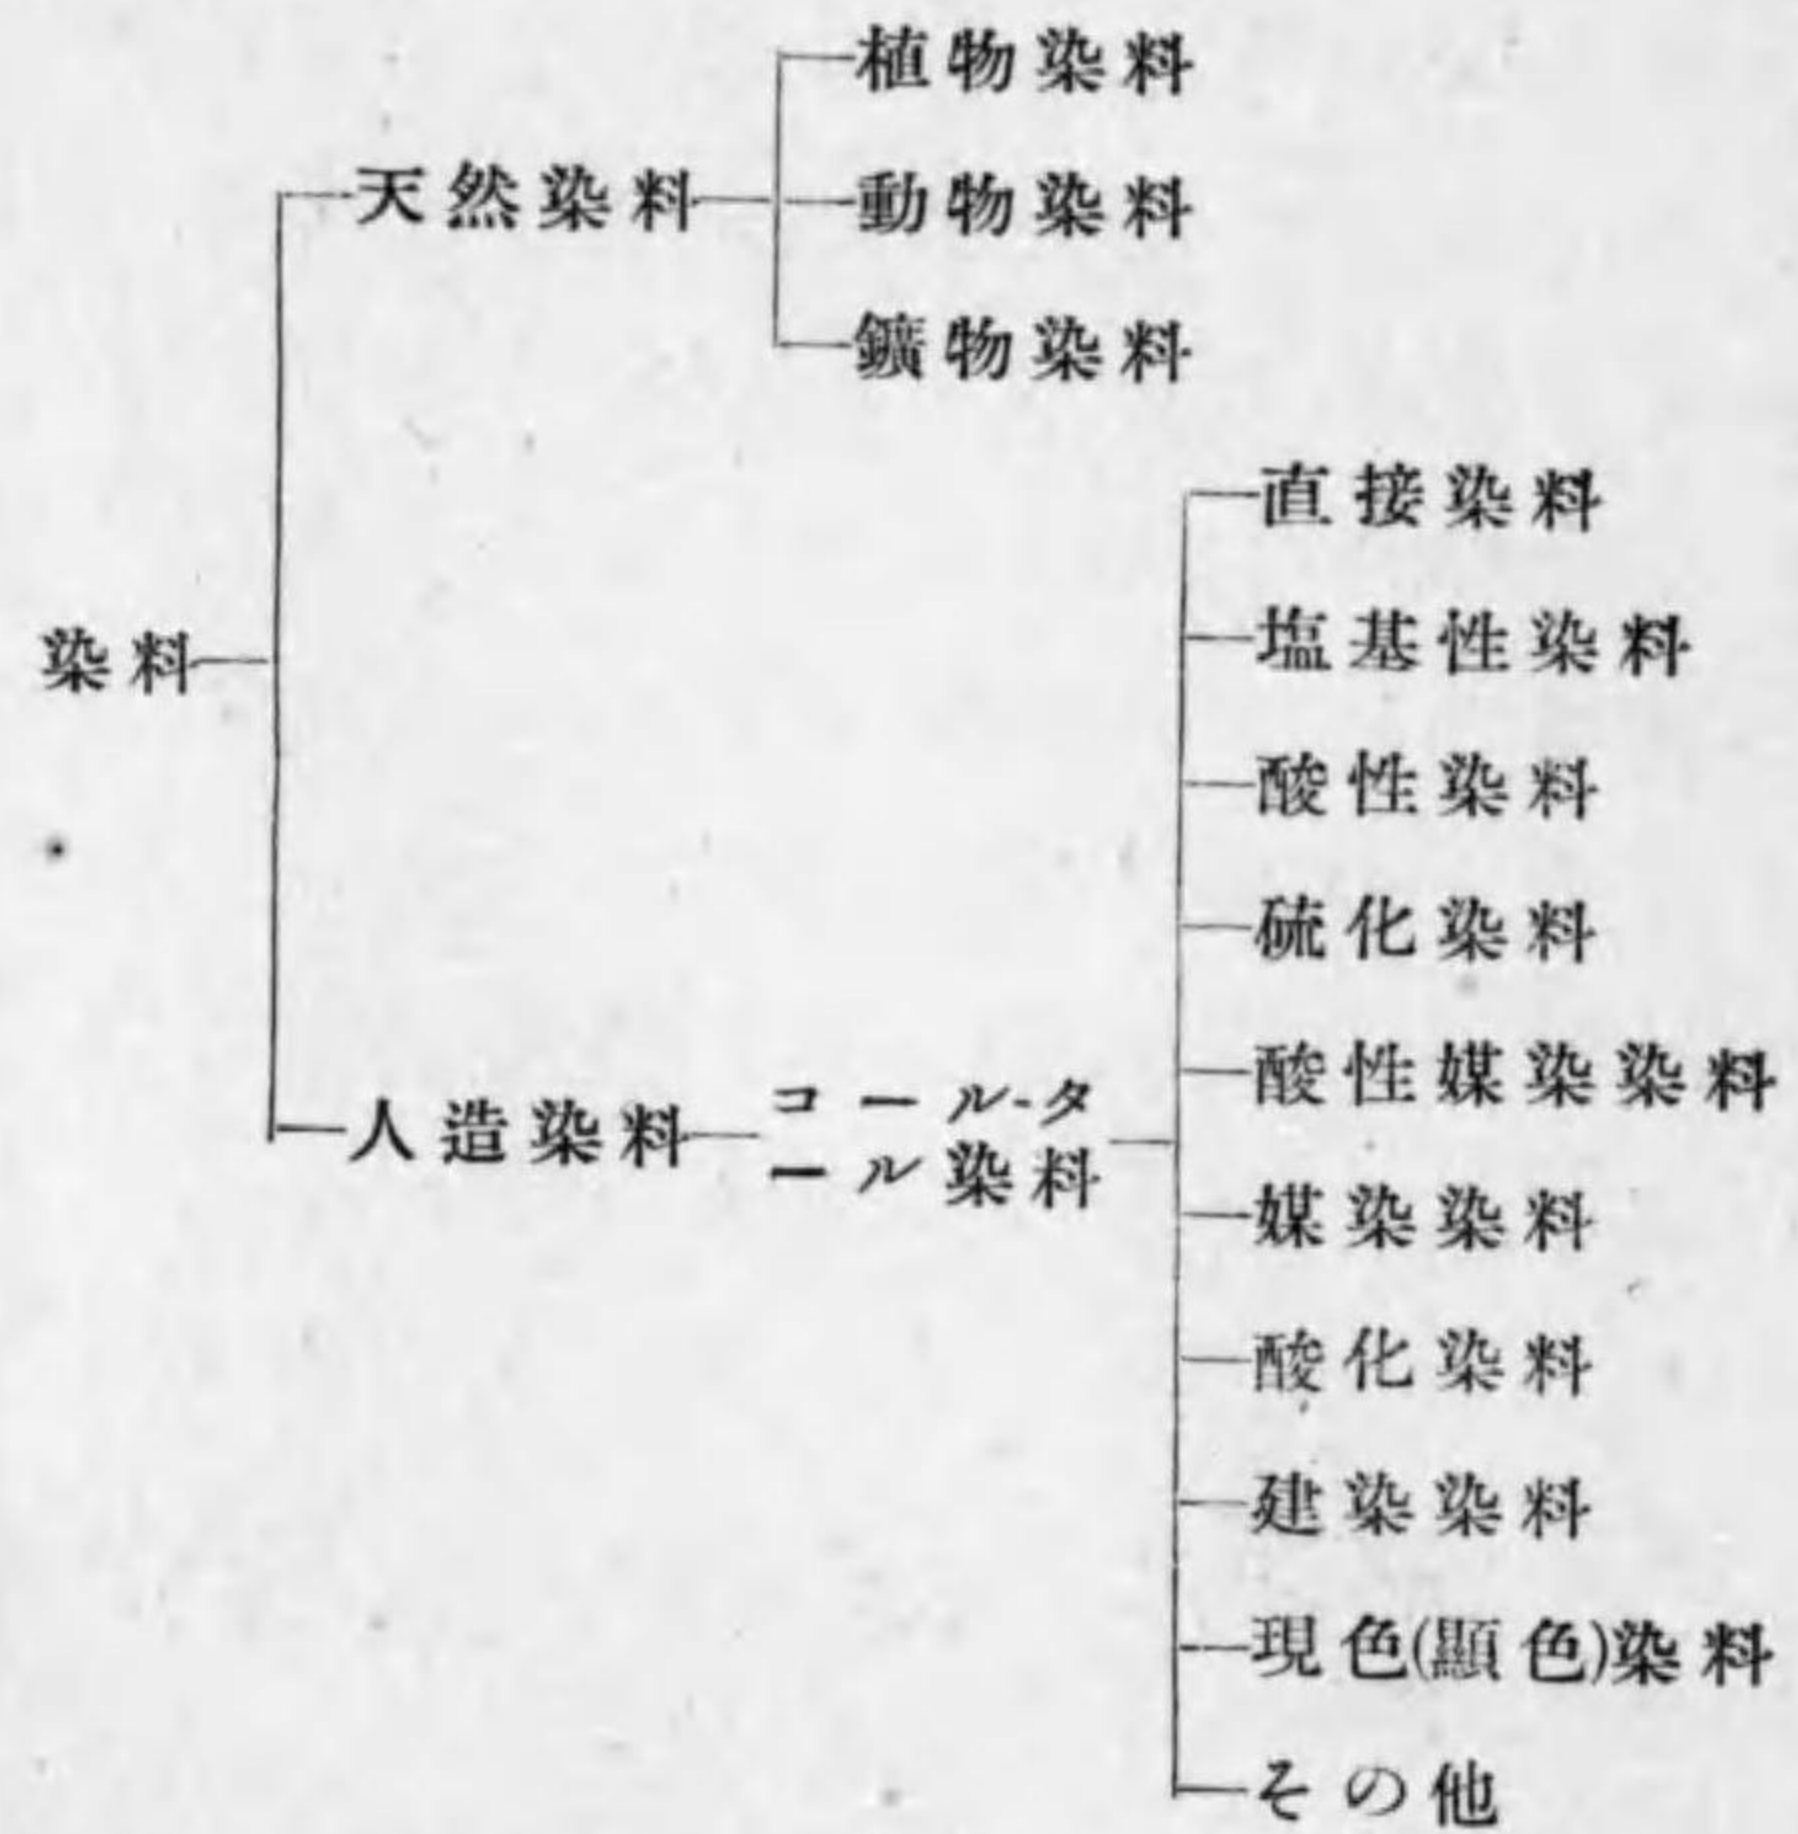 染料
天然染料
植物染料
動物染料
鑛物染料
人造染料
コール-タ
ール染料
直接染料
塩基性染料
酸性染料
硫化染料
酸性媒染染料
媒染染料
酸化染料
建染染料
現色(顯色)染料
その他